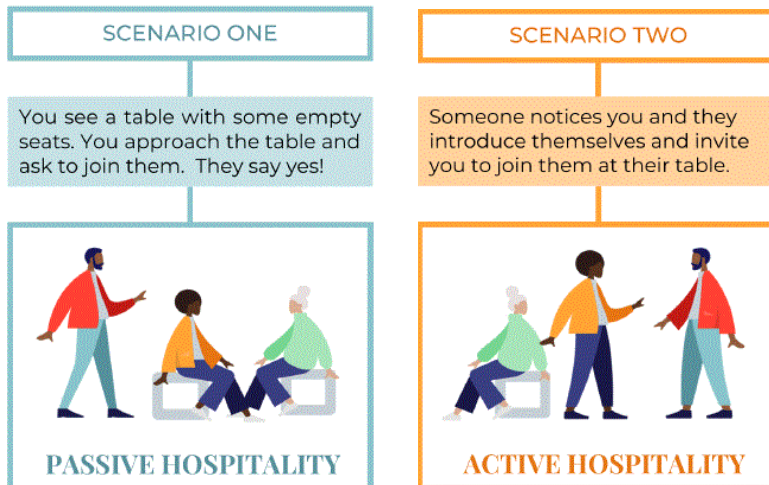 SCENARIO ONE
You see a table with some empty
seats. You approach the table and
ask to join them. They say yes!
PASSIVE HOSPITALITY
SCENARIO TWO
Someone notices you and they
introduce themselves and invite
you to join them at their table.
ACTIVE HOSPITALITY